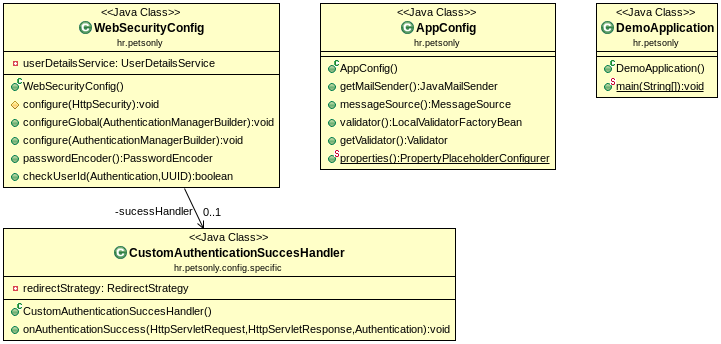 <<Java Class>>
WebSecurityConfig
hr.petsonly
userDetailsService: UserDetailsService
WebSecurityConfig()
configure(HttpSecurity):void
configureGlobal(AuthenticationManagerBuilder):void
configure(AuthenticationManagerBuilder):void
passwordEncoder():PasswordEncoder
checkUserId(Authentication,UUID):boolean
<<Java Class>>
AppConfig
hr.petsonly
AppConfig()
getMailSender():JavaMailSender
messageSource():MessageSource
validator():LocalValidatorFactoryBean
getValidator():Validator
properties():PropertyPlaceholderConfigurer
<<Java Class>>
DemoApplication
hr.petsonly
DemoApplication()
main(String[]):void
-sucessHandler 0..1
<<Java Class>>
CustomAuthenticationSuccesHandler
hr.petsonly.config.specific
redirectStrategy: RedirectStrategy
CustomAuthenticationSuccesHandler()
onAuthenticationSuccess(HttpServletRequest,HttpServletResponse,Authentication):void